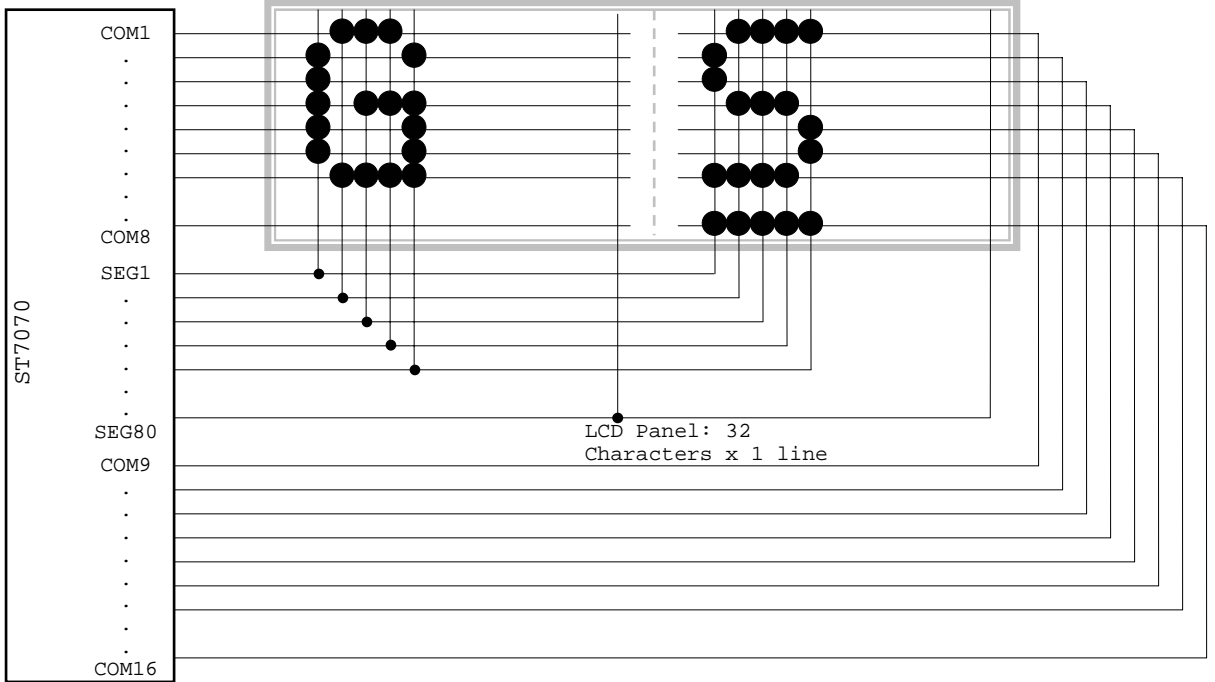 COM1
COM8
SEG1
ST7070
SEG80
LCD Panel: 32
Characters x 1 line
COM9
COM16